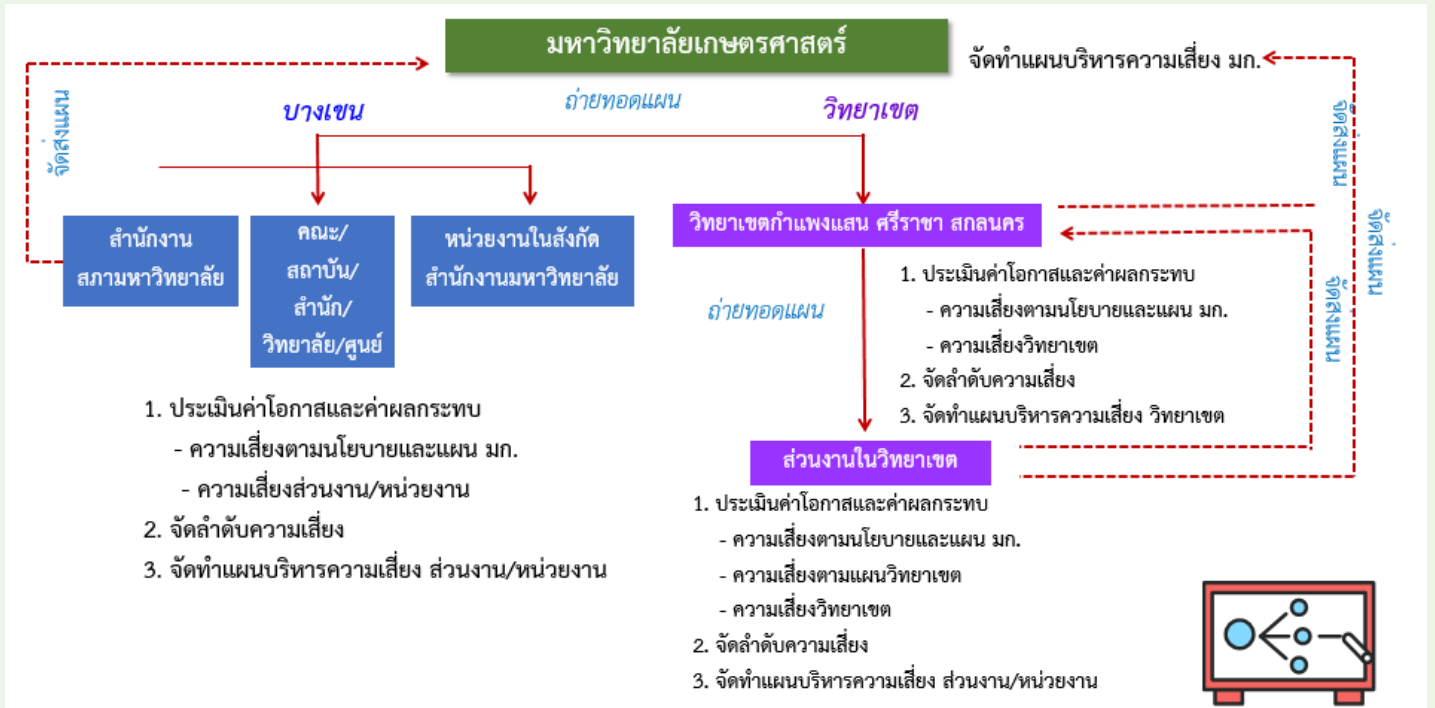 มหาวิทยาลัยเกษตรศาสตร์
จัดทำแผนบริหารความเสี่ยง มก.
จัดส่งแผน
บางเขน
ถ่ายทอดแผน
วิทยาเขต
จัดส่งแผน
จัดส่งแผน
จัดส่งแผน
สำนักงาน
สภามหาวิทยาลัย
คณะ/
สถาบัน/
สำนัก/
วิทยาลัย/ศูนย์
หน่วยงานในสังกัด
สำนักงานมหาวิทยาลัย
วิทยาเขตกำแพงแสน ศรีราชา สกลนคร
1. ประเมินค่าโอกาสและค่าผลกระทบ
- ความเสี่ยงตามนโยบายและแผน มก.
- ความเสี่ยงวิทยาเขต
2. จัดลำดับความเสี่ยง
3. จัดทำแผนบริหารความเสี่ยง วิทยาเขต
ถ่ายทอดแผน
1. ประเมินค่าโอกาสและค่าผลกระทบ
- ความเสี่ยงตามนโยบายและแผน มก.
- ความเสี่ยงส่วนงาน/หน่วยงาน
2. จัดลำดับความเสี่ยง
3. จัดทำแผนบริหารความเสี่ยง ส่วนงาน/หน่วยงาน
ส่วนงานในวิทยาเขต
1. ประเมินค่าโอกาสและค่าผลกระทบ
- ความเสี่ยงตามนโยบายและแผน มก.
- ความเสี่ยงตามแผนวิทยาเขต
- ความเสี่ยงวิทยาเขต
2. จัดลำดับความเสี่ยง
3. จัดทำแผนบริหารความเสี่ยง ส่วนงาน/หน่วยงาน